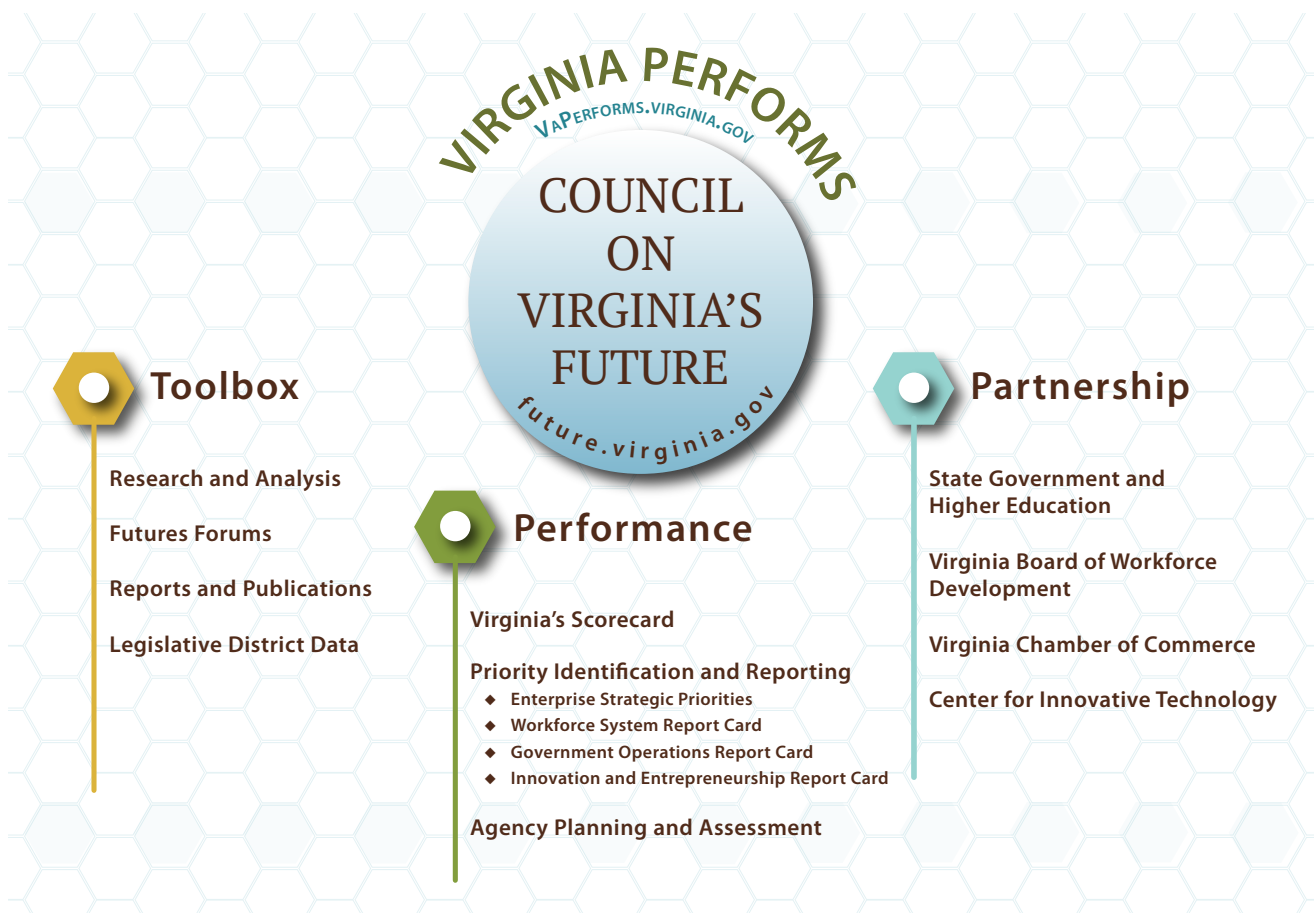 VIRGINIA PERFORMS
VAPERFORMS.VIRGINIA.GOV
COUNCIL
ON
VIRGINIA'S
FUTURE
future.virginia.gov
Toolbox
Research and Analysis
Futures Forums
Reports and Publications
Legislative District Data
Performance
Virginia's Scorecard
Priority Identification and Reporting
◆ Enterprise Strategic Priorities
◆ Workforce System Report Card
◆ Government Operations Report Card
◆ Innovation and Entrepreneurship Report Card
Agency Planning and Assessment
Partnership
State Government and
Higher Education
Virginia Board of Workforce
Development
Virginia Chamber of Commerce
Center for Innovative Technology